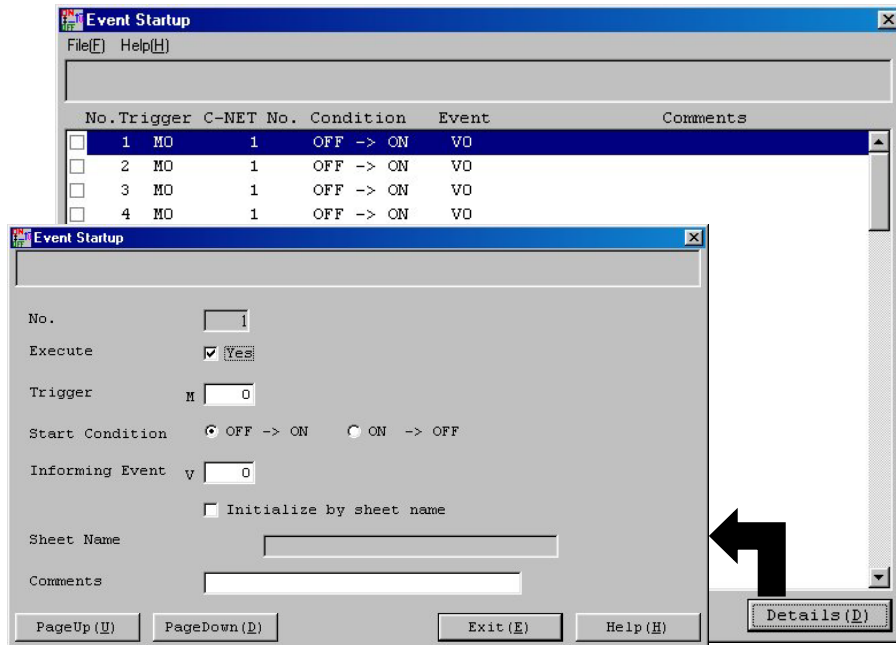 Event Startup
File(F) Help(H)
No. Trigger C-NET No. Condition Event Comments
1 M0 1 OFF -> ON V0
2 M0 1 OFF -> ON V0
3 M0 1 OFF -> ON V0
4 M0 1 OFF -> ON V0
Event Startup
No. 1
Execute Yes
Trigger M 0
Start Condition OFF -> ON ON -> OFF
Informing Event V 0
Initialize by sheet name
Sheet Name
Comments
PageUp(U) PageDown(D) Exit(E) Help(H)
Details(D)